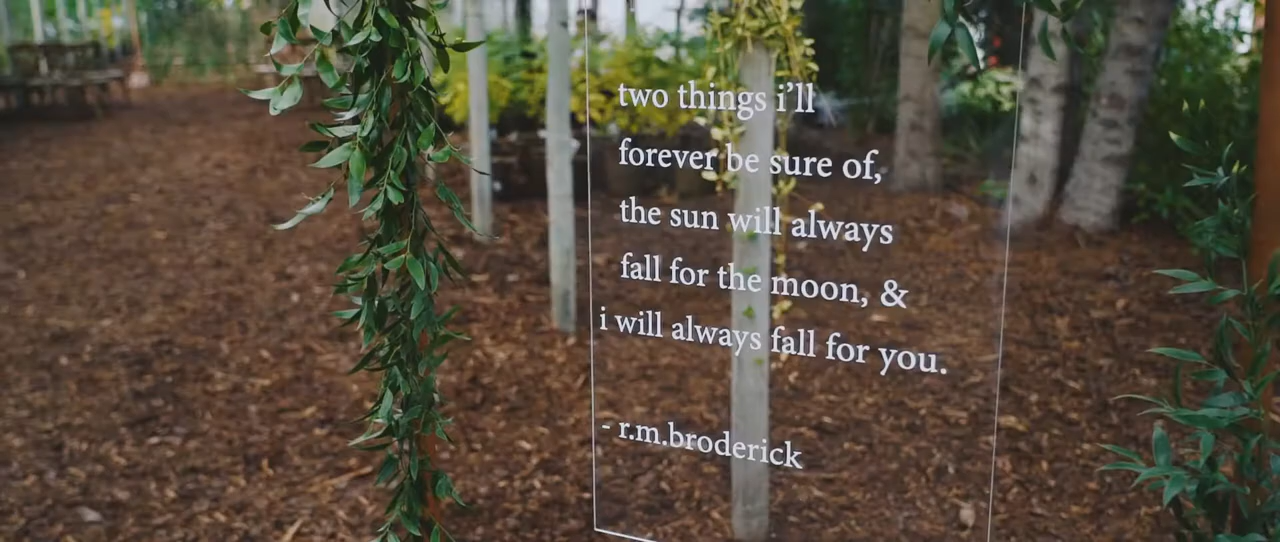 two things i’ll
forever be sure of,
the sun will always
fall for the moon, &
i will always fall for you.
- r.m.broderick